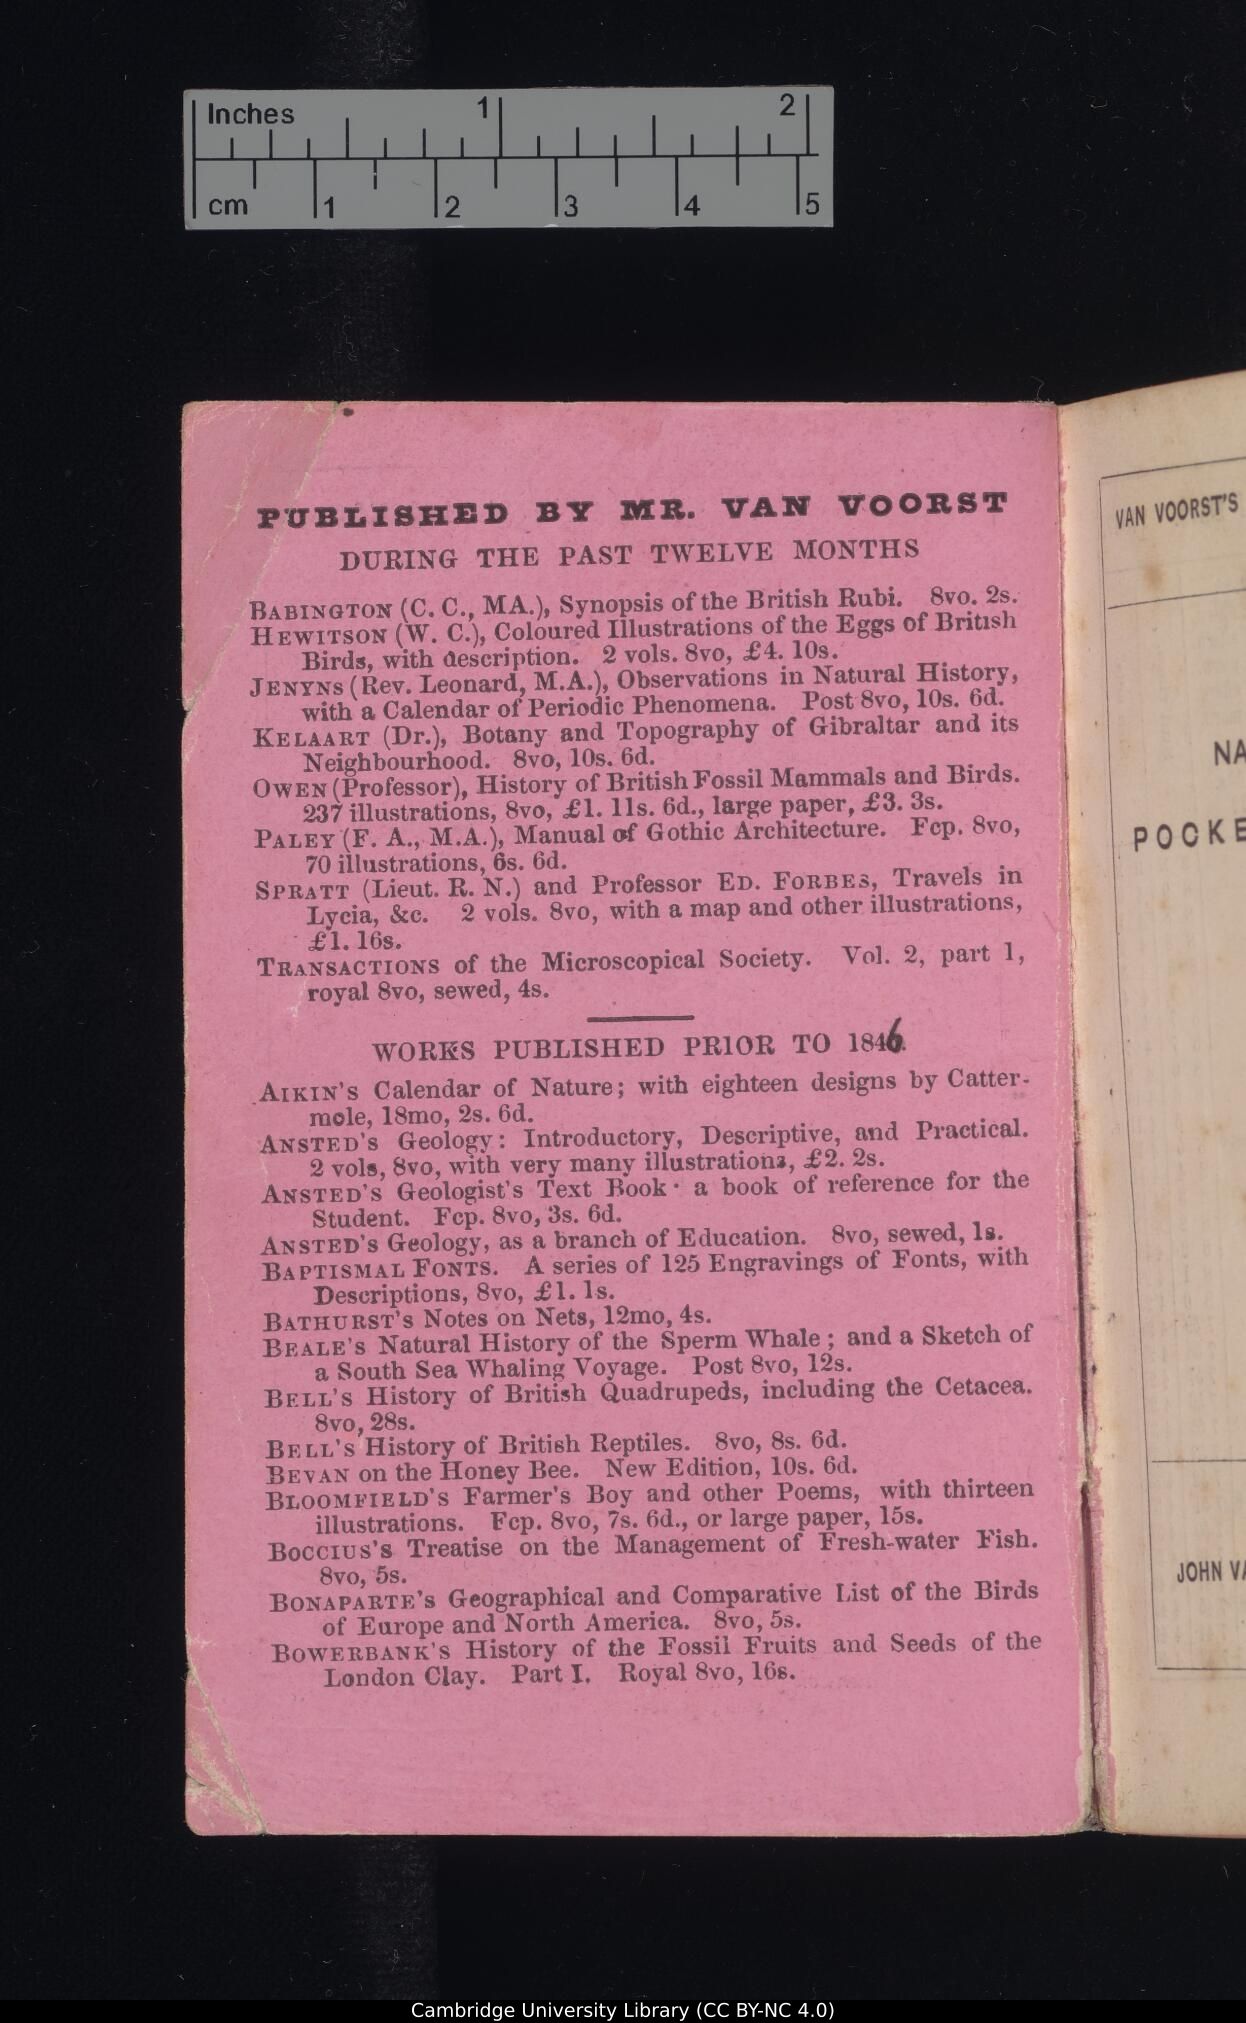 Inches 1 2
cm 1 2 3 4 5
PUBLISHED BY MR. VAN VOORST
DURING THE PAST TWELVE MONTHS
BABINGTON (C. C., MA.), Synopsis of the British Rubi. 8vo. 2s.
HEWITSON (W. C.), Coloured Illustrations of the Eggs of British
Birds, with description. 2 vols. 8vo, £4. 10s.
JENYNS (Rev. Leonard, M.A.), Observations in Natural History,
with a Calendar of Periodic Phenomena. Post 8vo, 10s. 6d.
KELAART (Dr.), Botany and Topography of Gibraltar and its
Neighbourhood. 8vo, 10s. 6d.
OWEN (Professor), History of British Fossil Mammals and Birds.
237 illustrations, 8vo, £1. 11s. 6d., large paper, £3. 3s.
PALEY (F. A., M.A.), Manual of Gothic Architecture. Fcp. 8vo,
70 illustrations, 6s. 6d.
SPRATT (Lieut. R. N.) and Professor ED. FORBES, Travels in
Lycia, &c. 2 vols. 8vo, with a map and other illustrations,
£1. 16s.
TRANSACTIONS of the Microscopical Society. Vol. 2, part 1,
royal 8vo, sewed, 4s.
WORKS PUBLISHED PRIOR TO 1846.
AIKIN'S Calendar of Nature; with eighteen designs by Catter-
mole, 18mo, 2s. 6d.
ANSTED'S Geology: Introductory, Descriptive, and Practical.
2 vols, 8vo, with very many illustrations, £2. 2s.
ANSTED'S Geologist's Text Book· a book of reference for the
Student. Fcp. 8vo, 3s. 6d.
ANSTED'S Geology, as a branch of Education. 8vo, sewed, 1s.
BAPTISMAL FONTS. A series of 125 Engravings of Fonts, with
Descriptions, 8vo, £1. 1s.
BATHURST'S Notes on Nets, 12mo, 4s.
BEALE'S Natural History of the Sperm Whale; and a Sketch of
a South Sea Whaling Voyage. Post 8vo, 12s.
BELL'S History of British Quadrupeds, including the Cetacea.
8vo, 28s.
BELL'S History of British Reptiles. 8vo, 8s. 6d.
BEVAN on the Honey Bee. New Edition, 10s. 6d.
BLOOMFIELD'S Farmer's Boy and other Poems, with thirteen
illustrations. Fcp. 8vo, 7s. 6d., or large paper, 15s.
BOCCIUS'S Treatise on the Management of Fresh-water Fish.
8vo, 5s.
BONAPARTE'S Geographical and Comparative List of the Birds
of Europe and North America. 8vo, 5s.
BOWERBANK'S History of the Fossil Fruits and Seeds of the
London Clay. Part I. Royal 8vo, 16s.
VAN VOORST'S
NA
POCKE
JOHN VA
Cambridge University Library (CC BY-NC 4.0)